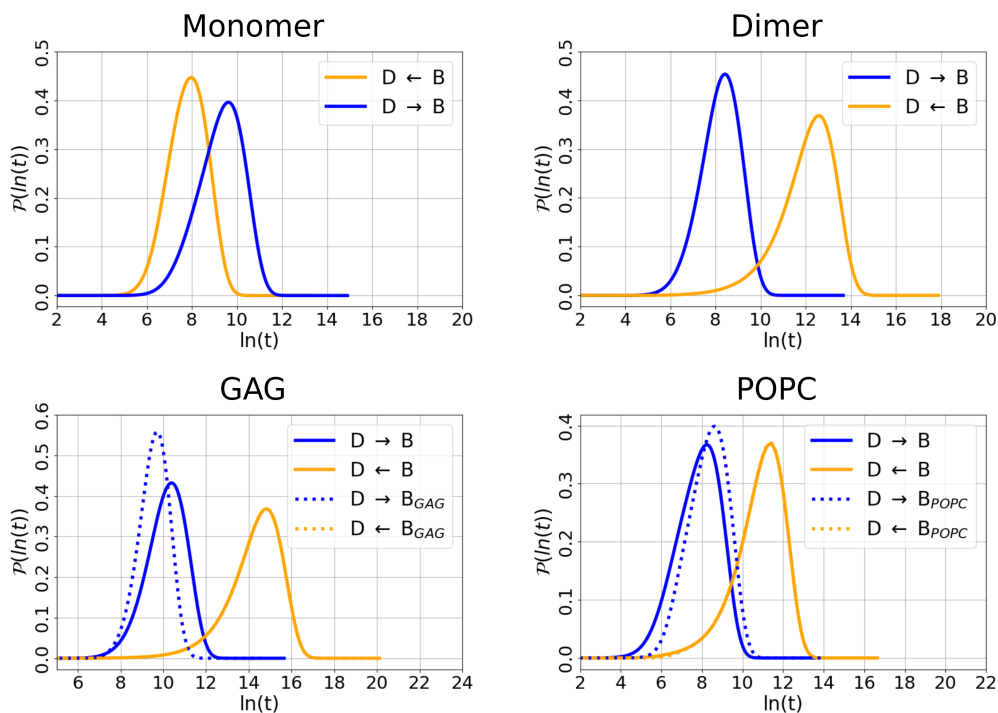 Monomer
0.5
0.4
0.3
0.2
0.1
0.0
𝒫(ln(t))
D ← B
D → B
2 4 6 8 10 12 14 16 18 20
ln(t)
Dimer
0.5
0.4
0.3
0.2
0.1
0.0
𝒫(ln(t))
D → B
D ← B
2 4 6 8 10 12 14 16 18 20
ln(t)
GAG
0.6
0.5
0.4
0.3
0.2
0.1
0.0
𝒫(ln(t))
D → B
D ← B
D → B_GAG
D ← B_GAG
6 8 10 12 14 16 18 20 22 24
ln(t)
POPC
0.4
0.3
0.2
0.1
0.0
𝒫(ln(t))
D → B
D ← B
D → B_POPC
D ← B_POPC
2 4 6 8 10 12 14 16 18 20 22
ln(t)